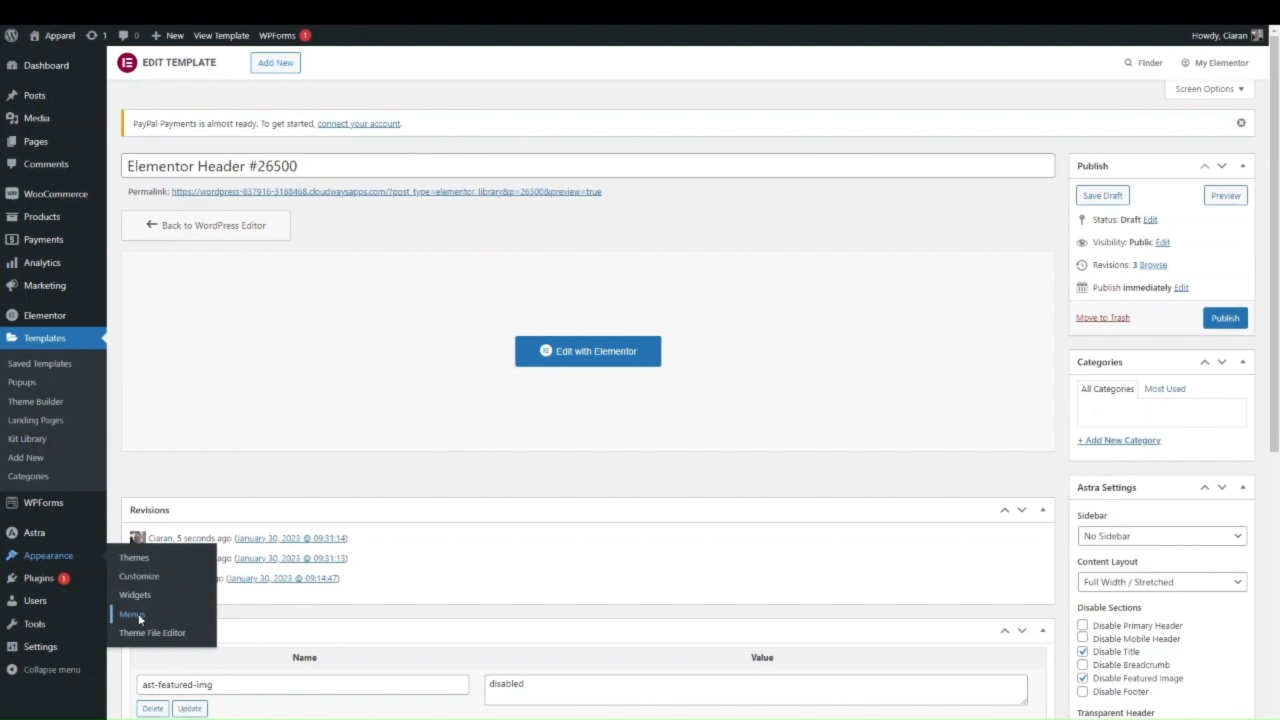 Apparel
1
0
New
View Template
WPForms
1
Howdy, Ciaran
Dashboard
Posts
Media
Pages
Comments
WooCommerce
Products
Payments
Analytics
Marketing
Elementor
Templates
Saved Templates
Popups
Theme Builder
Landing Pages
Kit Library
Add New
Categories
WPForms
Astra
Appearance
Plugins 1
Users
Tools
Settings
Collapse menu
Themes
Customize
Widgets
Menus
Theme File Editor
EDIT TEMPLATE
Add New
Finder
My Elementor
Screen Options
PayPal Payments is almost ready. To get started, connect your account.
Elementor Header #26500
Permalink: https://wordpress-837916-3188468.cloudwaysapps.com/?post_type=elementor_library&p=26500&preview=true
Back to WordPress Editor
Edit with Elementor
Revisions
Ciaran, 5 seconds ago (January 30, 2023 @ 09:31:14)
ago (January 30, 2023 @ 09:31:13)
go (January 30, 2023 @ 09:14:47)
Name
Value
ast-featured-img
disabled
Delete
Update
Publish
Save Draft
Preview
Status: Draft Edit
Visibility: Public Edit
Revisions: 3 Browse
Publish immediately Edit
Move to Trash
Publish
Categories
All Categories
Most Used
+ Add New Category
Astra Settings
Sidebar
No Sidebar
Content Layout
Full Width / Stretched
Disable Sections
Disable Primary Header
Disable Mobile Header
Disable Title
Disable Breadcrumb
Disable Featured Image
Disable Footer
Transparent Header